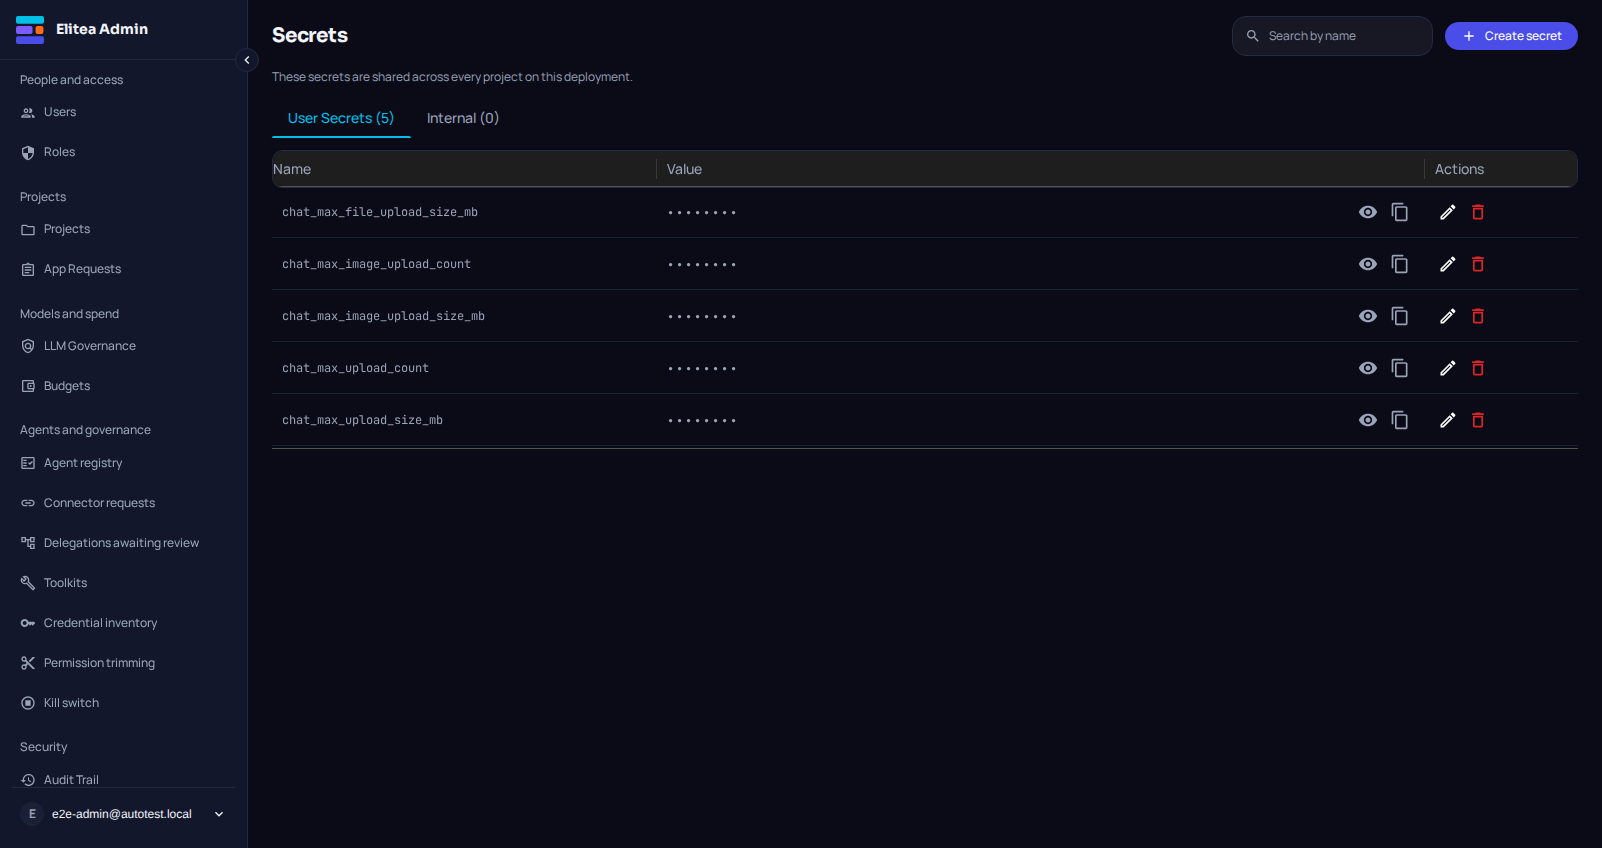 Elitea Admin
People and access
Users
Roles
Projects
Projects
App Requests
Models and spend
LLM Governance
Budgets
Agents and governance
Agent registry
Connector requests
Delegations awaiting review
Toolkits
Credential inventory
Permission trimming
Kill switch
Security
Audit Trail
E e2e-admin@autotest.local
Secrets
Search by name
Create secret
These secrets are shared across every project on this deployment.
User Secrets (5) Internal (0)
Name Value Actions
chat_max_file_upload_size_mb ••••••••
chat_max_image_upload_count ••••••••
chat_max_image_upload_size_mb ••••••••
chat_max_upload_count ••••••••
chat_max_upload_size_mb ••••••••